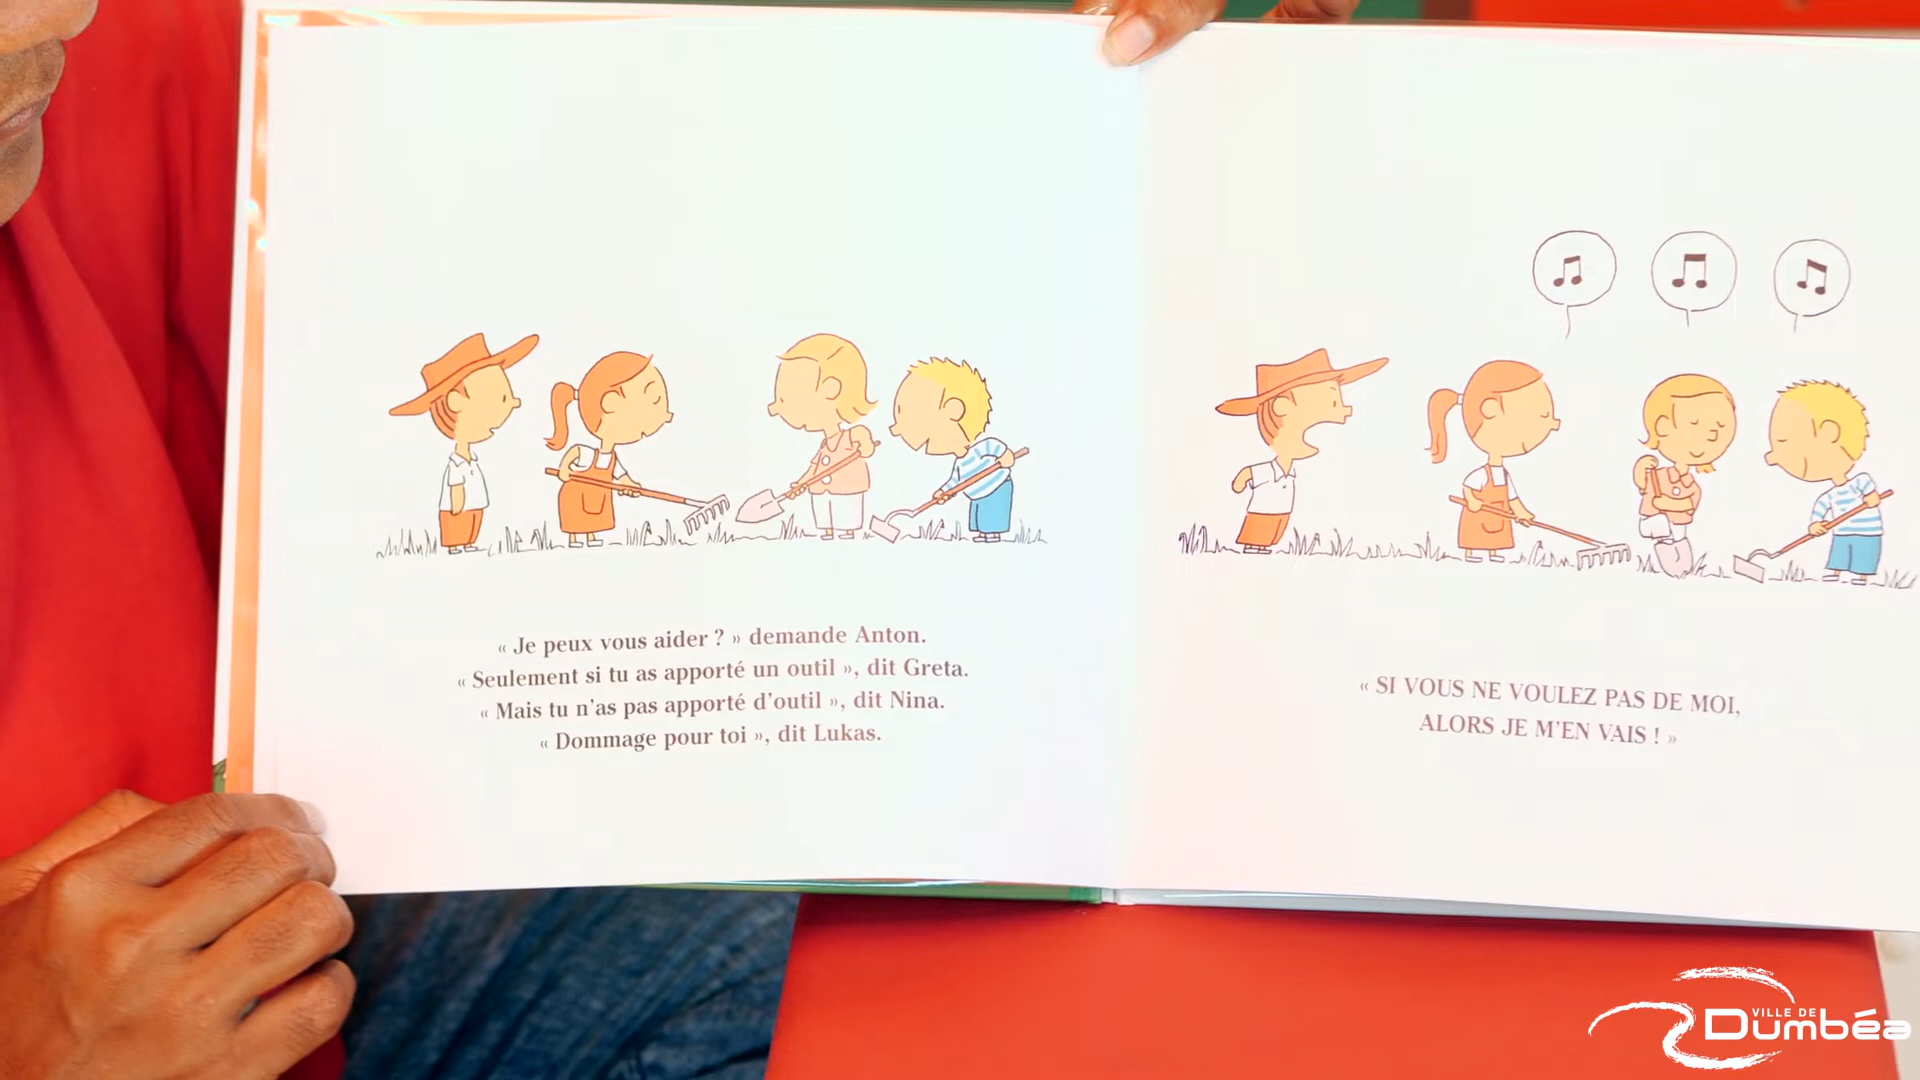 « Je peux vous aider ? » demande Anton.
« Seulement si tu as apporté un outil », dit Greta.
« Mais tu n'as pas apporté d'outil », dit Nina.
« Dommage pour toi », dit Lukas.
« SI VOUS NE VOULEZ PAS DE MOI,
ALORS JE M'EN VAIS ! »
VILLE DE
Dumbéa